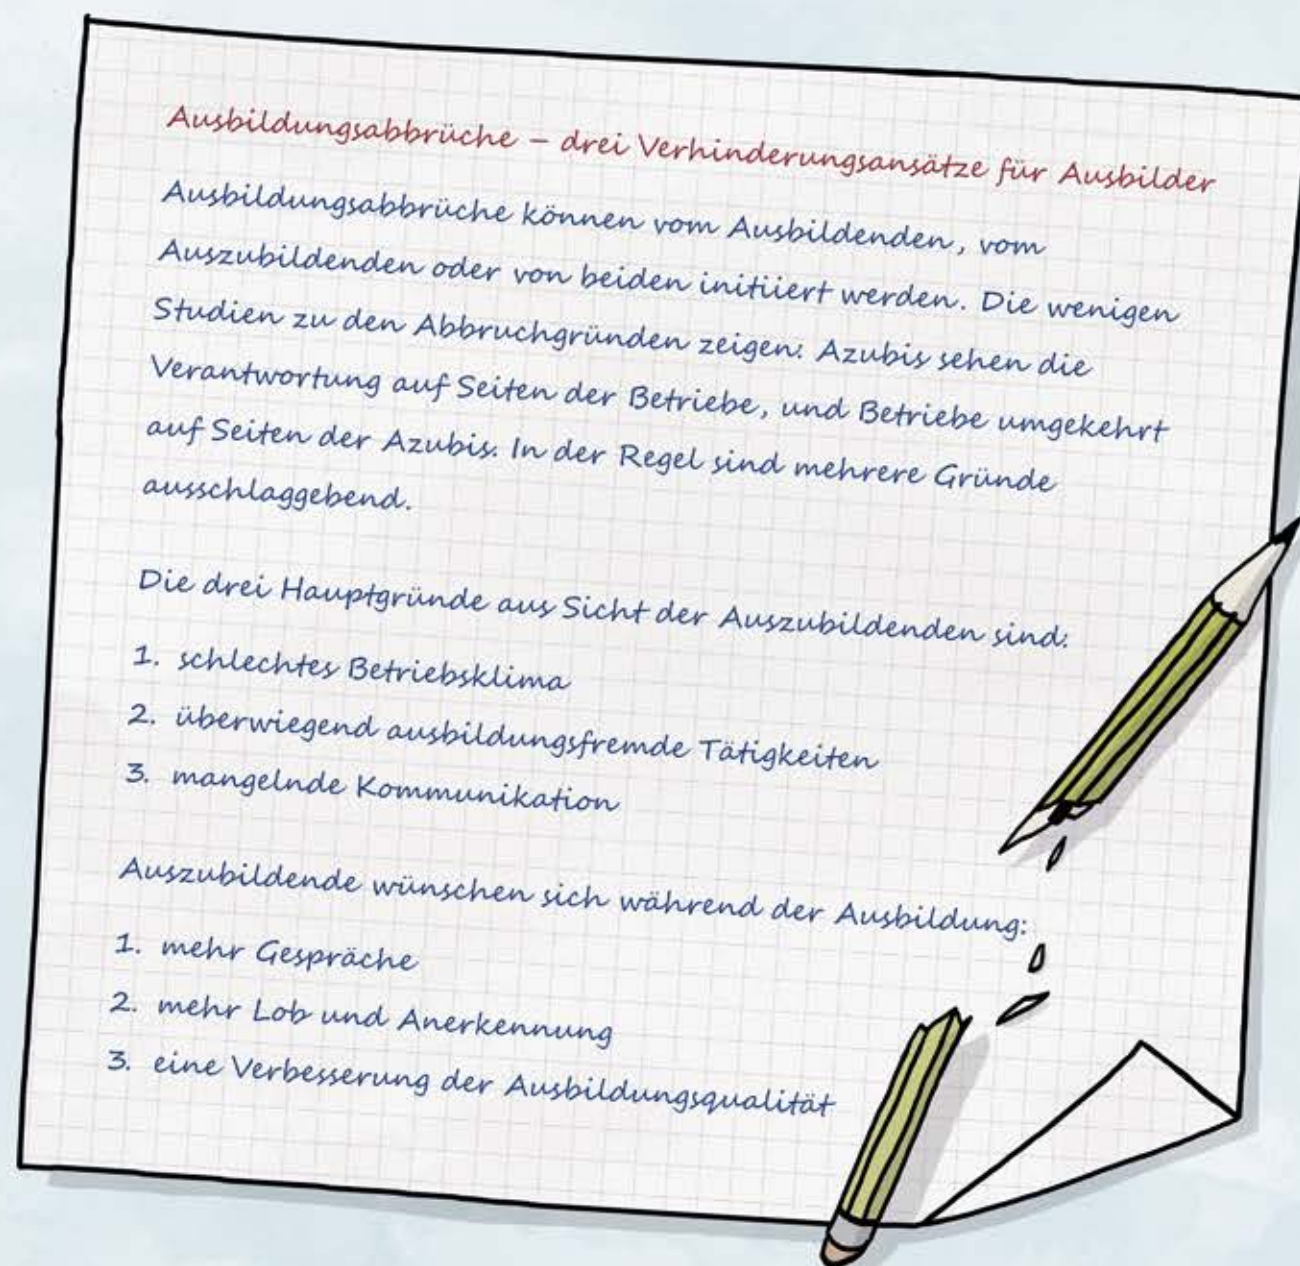 Ausbildungsabbrüche – drei Verhinderungsansätze für Ausbilder
Ausbildungsabbrüche können vom Ausbildenden, vom
Auszubildenden oder von beiden initiiert werden. Die wenigen
Studien zu den Abbruchgründen zeigen: Azubis sehen die
Verantwortung auf Seiten der Betriebe, und Betriebe umgekehrt
auf Seiten der Azubis. In der Regel sind mehrere Gründe
ausschlaggebend.
Die drei Hauptgründe aus Sicht der Auszubildenden sind:
1. schlechtes Betriebsklima
2. überwiegend ausbildungsfremde Tätigkeiten
3. mangelnde Kommunikation
Auszubildende wünschen sich während der Ausbildung:
1. mehr Gespräche
2. mehr Lob und Anerkennung
3. eine Verbesserung der Ausbildungsqualität